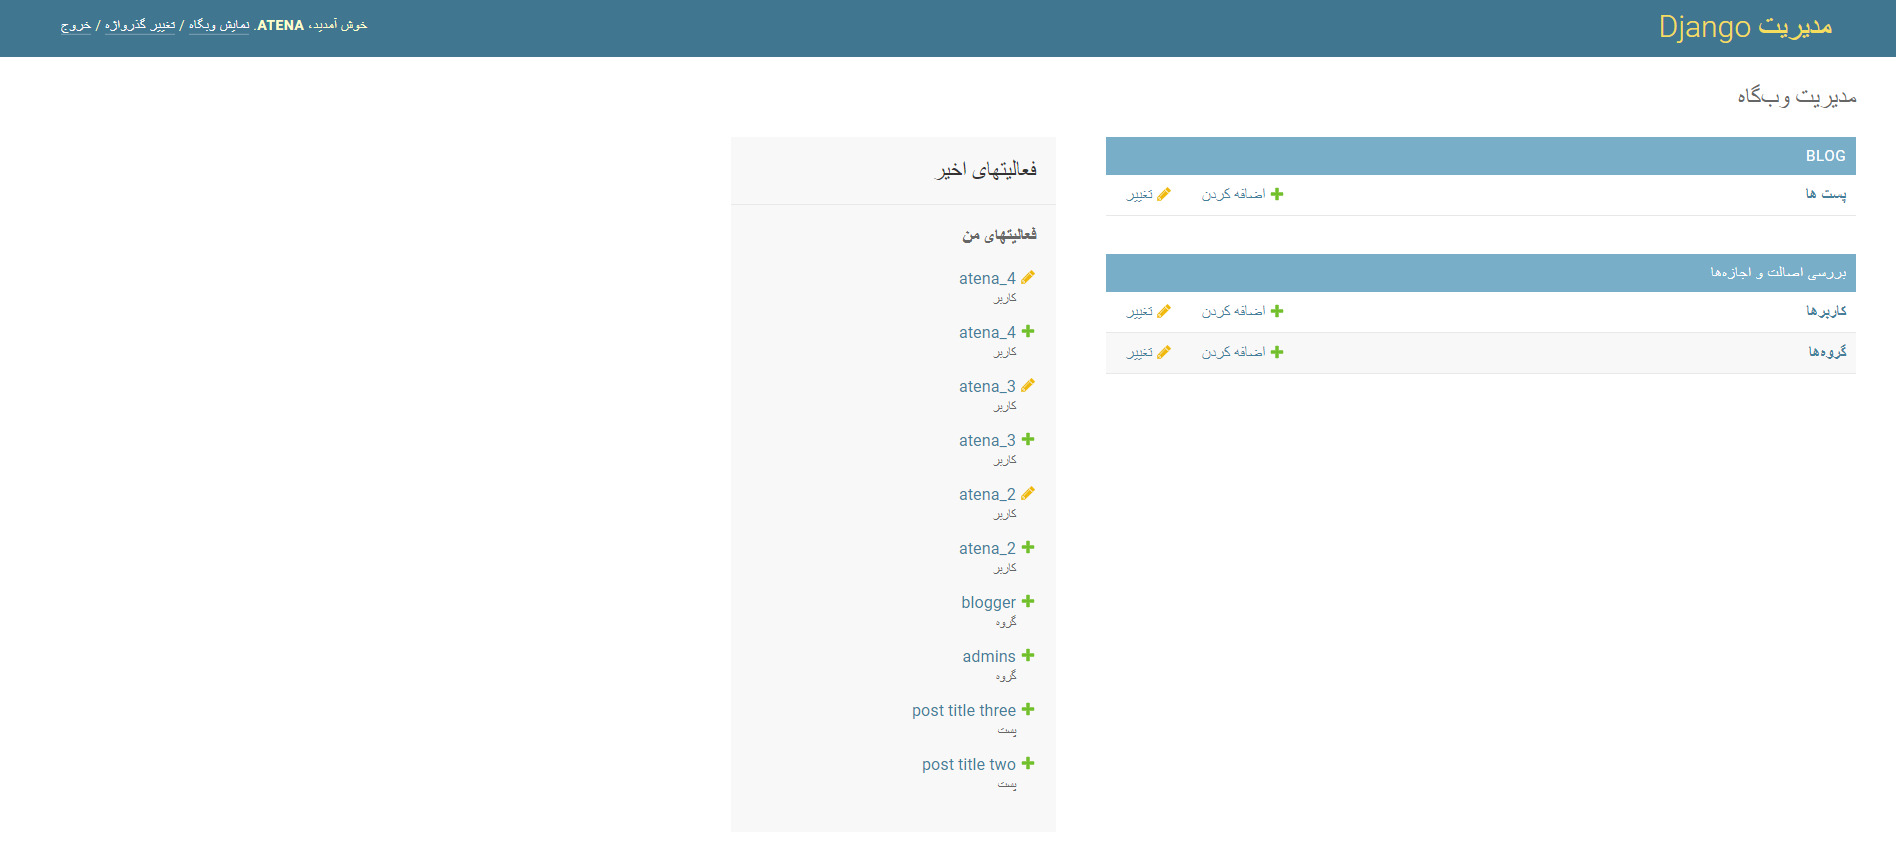 مدیریت Django
خوش آمدید، ATENA. نمایش وبگاه / تغییر گذرواژه / خروج
مدیریت وب‌گاه
BLOG
پست ها اضافه کردن تغییر
بررسی اصالت و اجازه‌ها
کاربرها اضافه کردن تغییر
گروه‌ها اضافه کردن تغییر
فعالیتهای اخیر
فعالیتهای من
atena_4
کاربر
atena_4
کاربر
atena_3
کاربر
atena_3
کاربر
atena_2
کاربر
atena_2
کاربر
blogger
گروه
admins
گروه
post title three
پست
post title two
پست